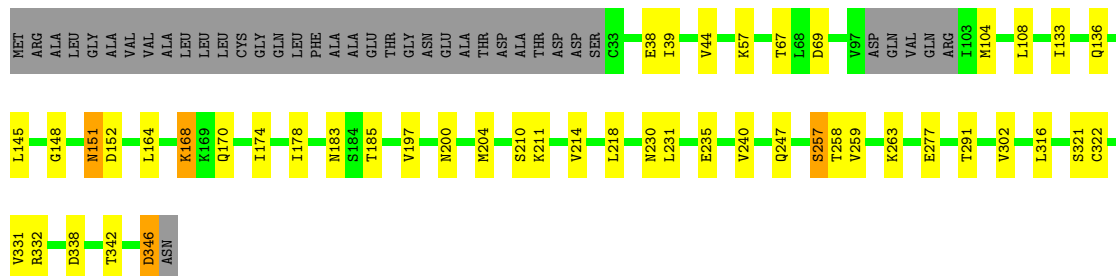 MET ARG ALA LEU GLY ALA VAL VAL ALA LEU LEU LEU CYS GLY GLN LEU PHE ALA ALA GLU THR GLY ASN GLU ALA THR ASP ALA THR ASP ASP SER C33 E38 I39 V44 K57 T67 L68 D69 V97 ASP GLN VAL GLN ARG I103 M104 L108 I133 Q136
L145 G148 N151 D152 L164 K168 K169 Q170 I174 I178 N183 S184 T185 V197 N200 M204 S210 K211 V214 L218 N230 L231 E235 V240 Q247 S257 T258 V259 K263 E277 T291 V302 L316 S321 C322
V331 R332 D338 T342 D346 ASN